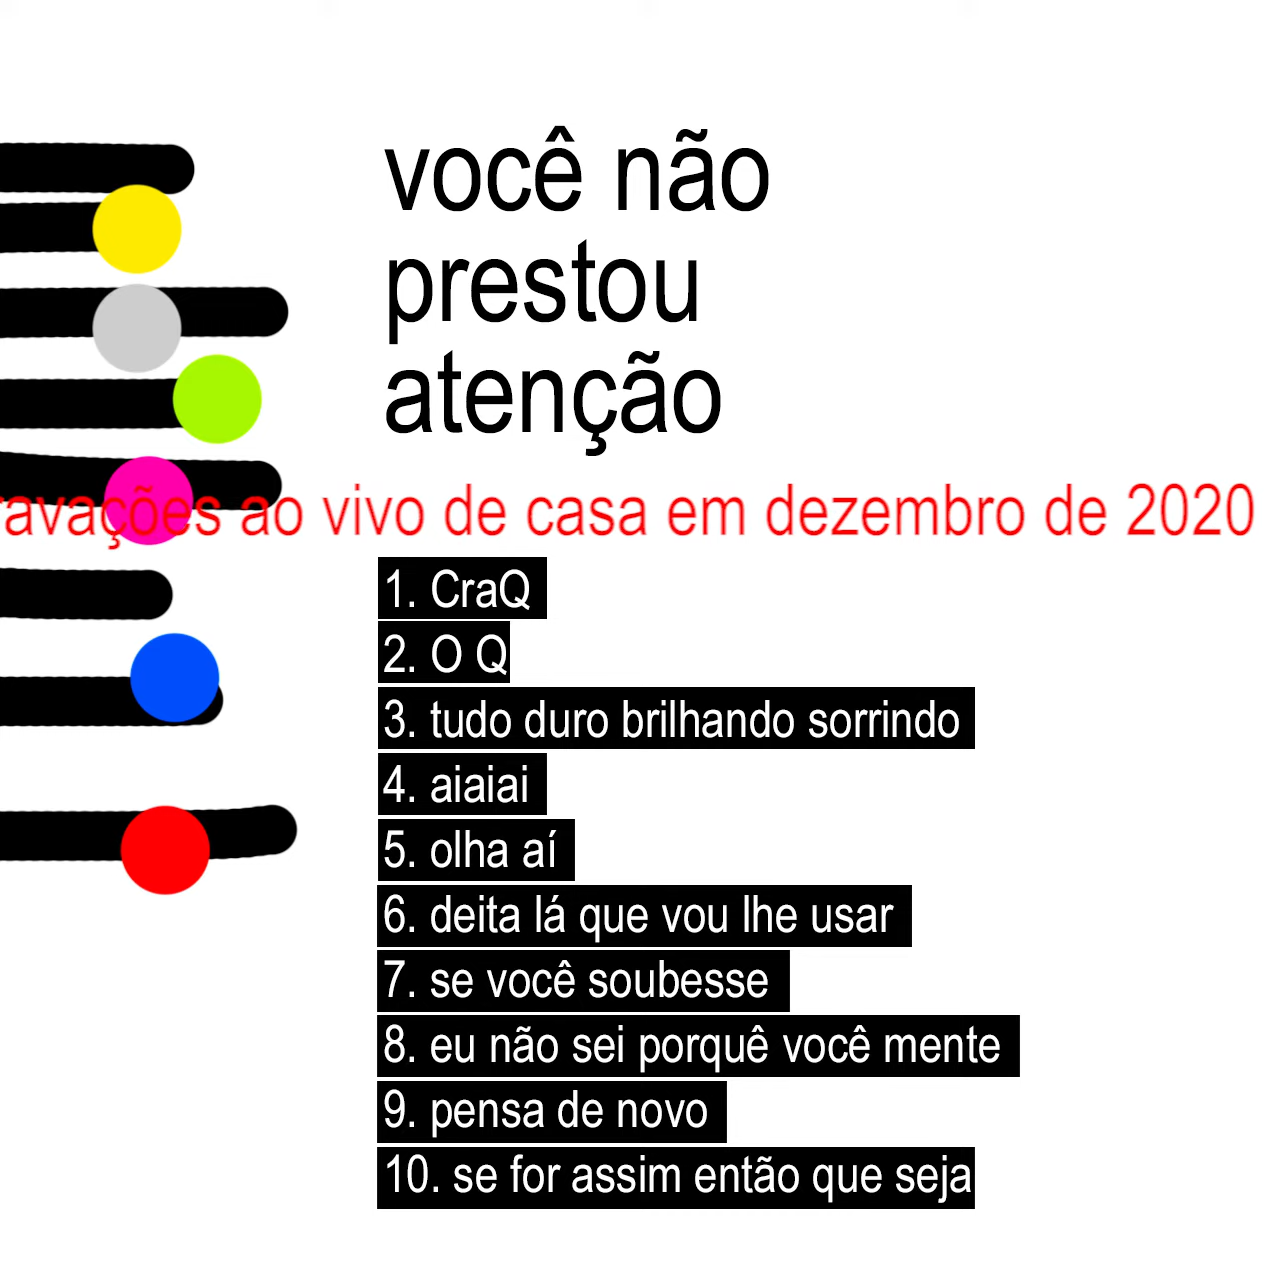 você não
prestou
atenção
ravações ao vivo de casa em dezembro de 2020
1. CraQ
2. O Q
3. tudo duro brilhando sorrindo
4. aiaiai
5. olha aí
6. deita lá que vou lhe usar
7. se você soubesse
8. eu não sei porquê você mente
9. pensa de novo
10. se for assim então que seja